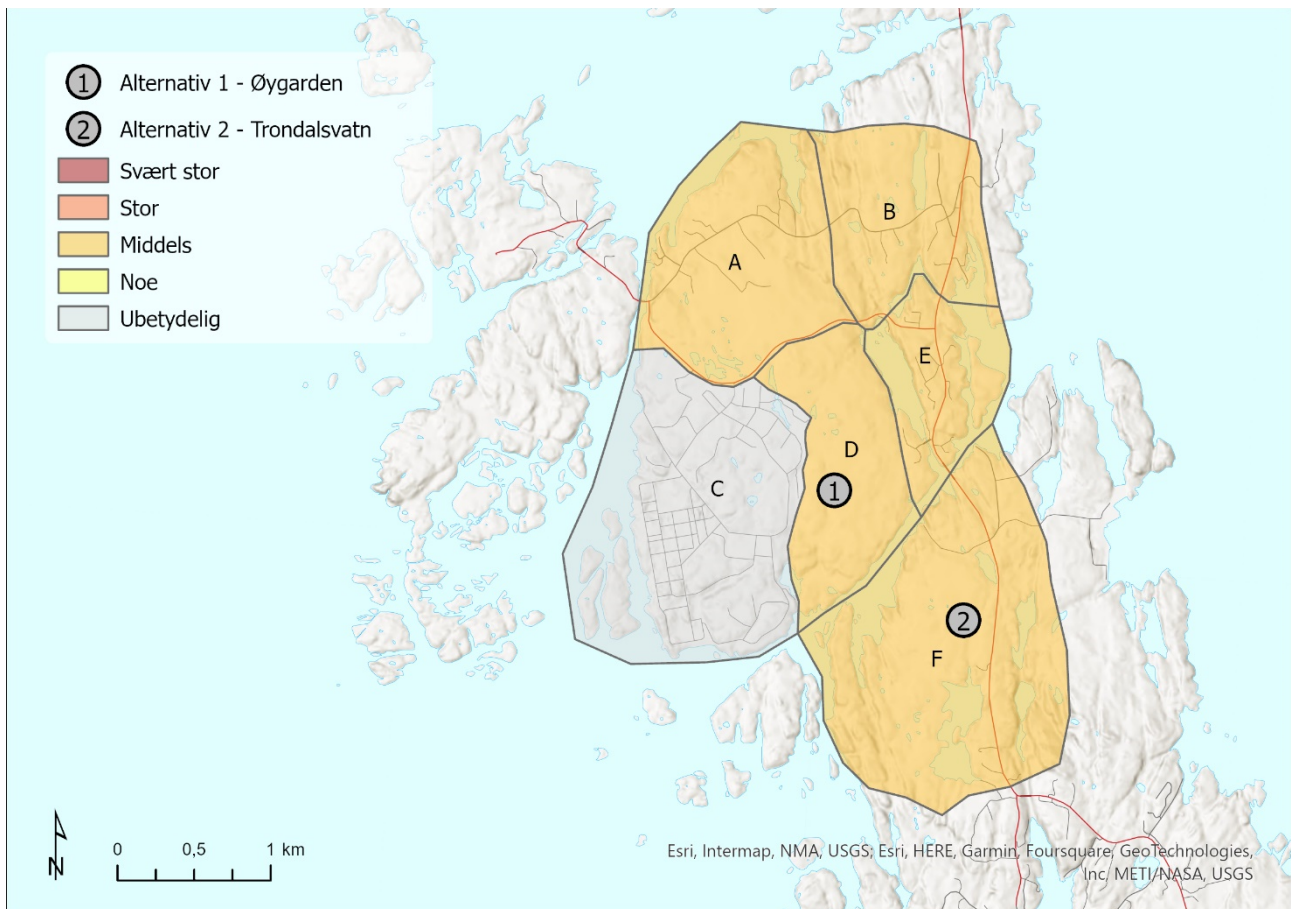 1 Alternativ 1 - Øygarden
2 Alternativ 2 - Trondalsvatn
Svært stor
Stor
Middels
Noe
Ubetydelig
B
A
E
D
C
1
2
F
N
0 0,5 1 km
Esri, Intermap, NMA, USGS; Esri, HERE, Garmin, Foursquare, GeoTechnologies,
Inc, METI/NASA, USGS